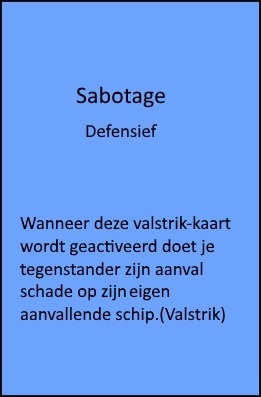 Sabotage
Defensief
Wanneer deze valstrik-kaart
wordt geactiveerd doet je
tegenstander zijn aanval
schade op zijn eigen
aanvallende schip.(Valstrik)